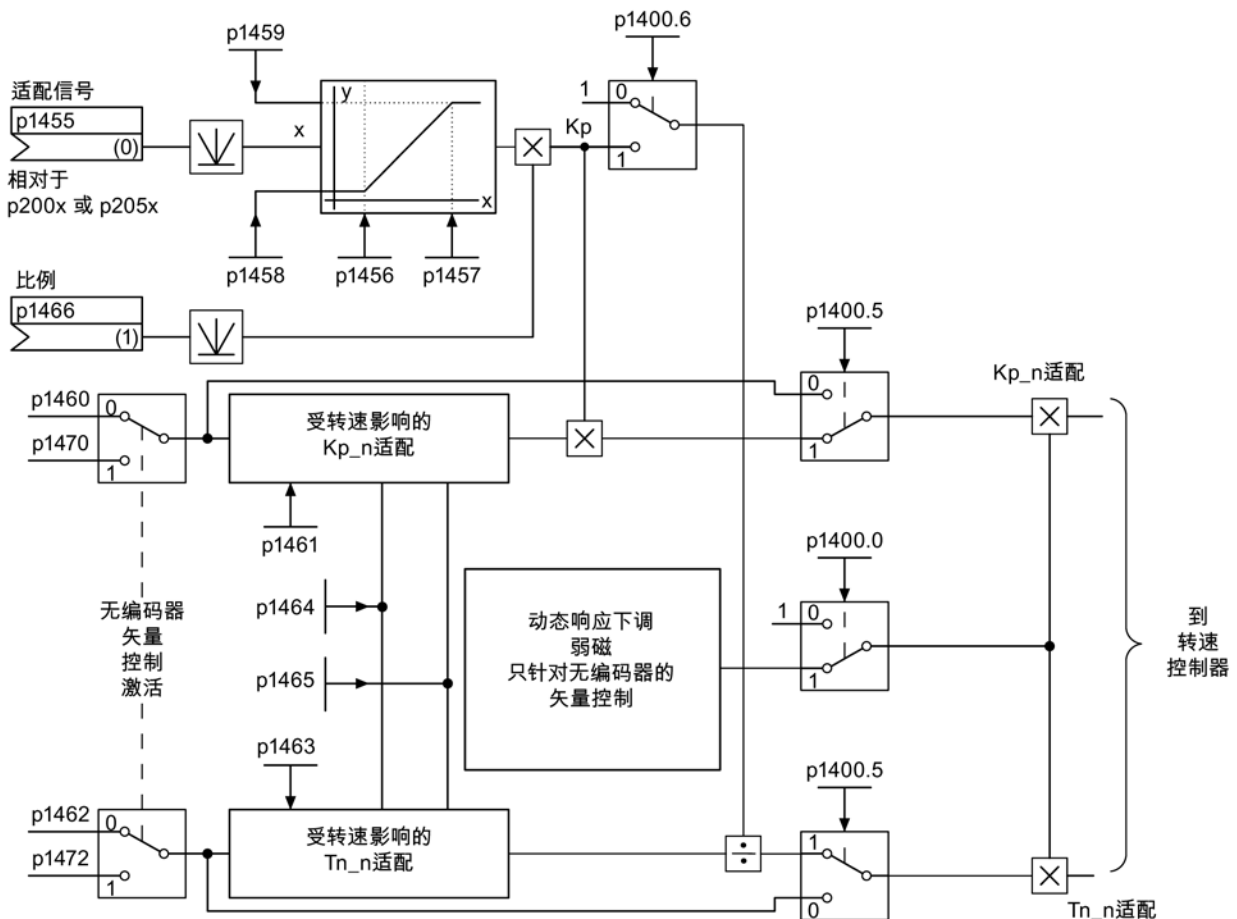 p1459
p1400.6
适配信号
p1455
(0)
相对于
p200x 或 p205x
x
y
x
Kp
1
0
1
p1458
p1456
p1457
比例
p1466
(1)
p1400.5
0
1
Kp_n适配
p1460
0
p1470
1
受转速影响的
Kp_n适配
p1461
p1400.0
1
0
1
无编码器
矢量
控制
激活
p1464
p1465
动态响应下调
弱磁
只针对无编码器的
矢量控制
到
转速
控制器
p1463
p1400.5
p1462
0
p1472
1
受转速影响的
Tn_n适配
1
0
Tn_n适配